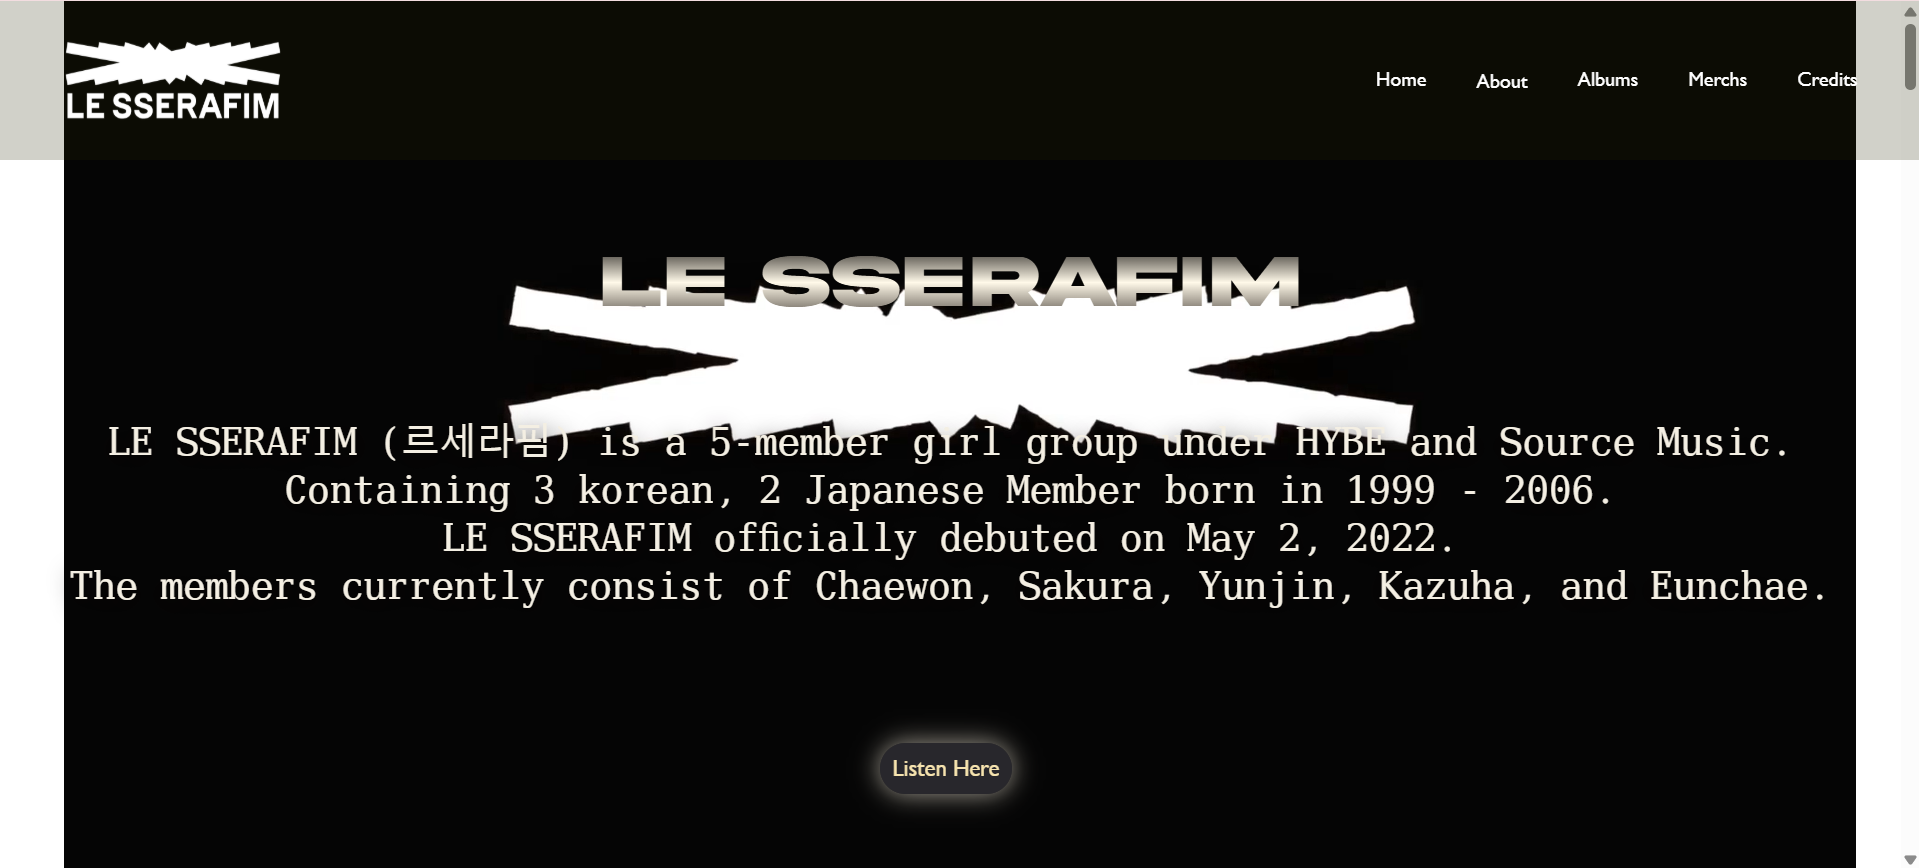 LE SSERAFIM
Home About Albums Merchs Credits
LE SSERAFIM
LE SSERAFIM (르세라핌) is a 5-member girl group under HYBE and Source Music.
Containing 3 korean, 2 Japanese Member born in 1999 - 2006.
LE SSERAFIM officially debuted on May 2, 2022.
The members currently consist of Chaewon, Sakura, Yunjin, Kazuha, and Eunchae.
Listen Here